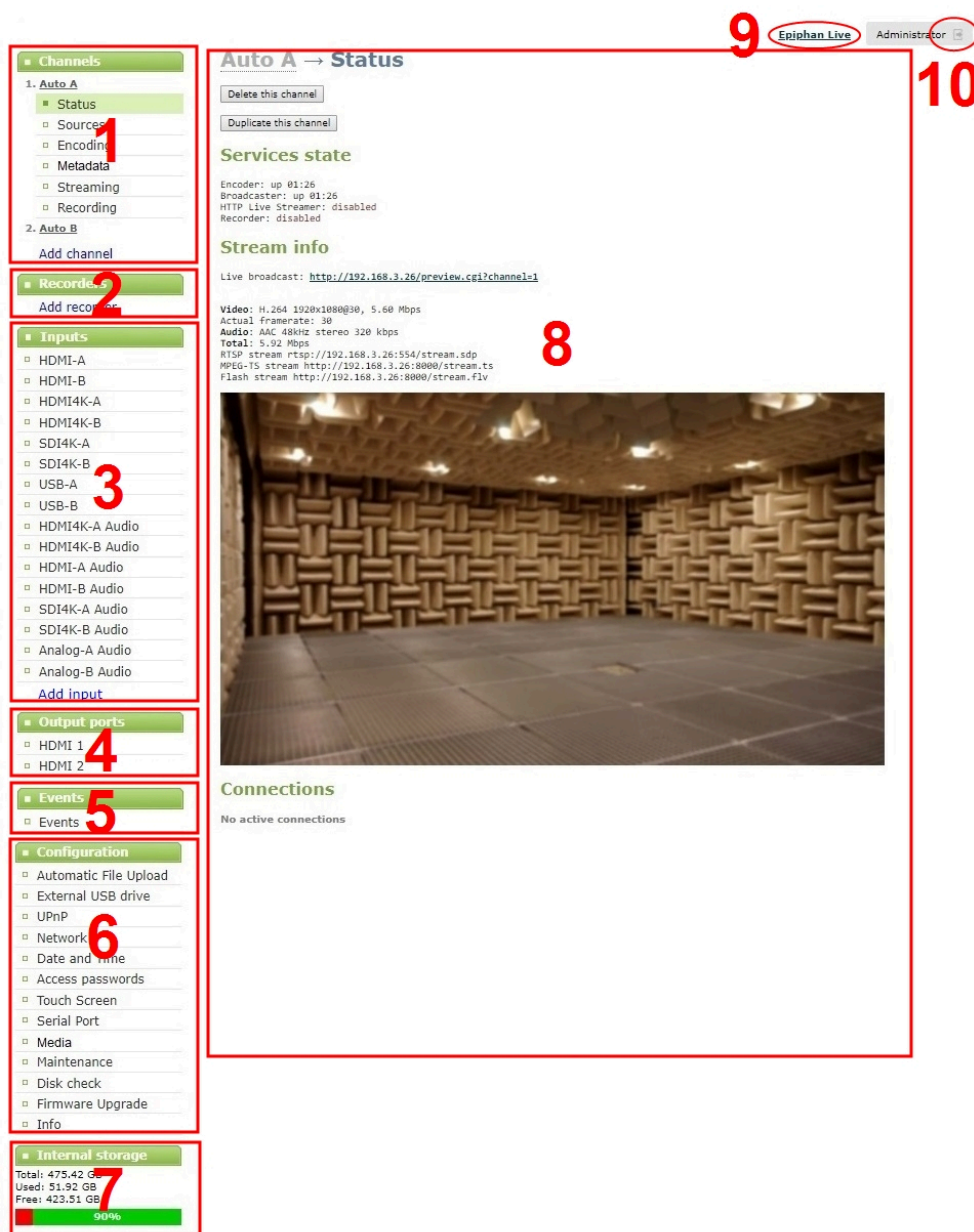 9
Epiphan Live
Administrator
10
Channels
1. Auto A
Status
Sources
Encoding
Metadata
Streaming
Recording
2. Auto B
Add channel
1
Recorders
Add recorder
2
Inputs
HDMI-A
HDMI-B
HDMI4K-A
HDMI4K-B
SDI4K-A
SDI4K-B
USB-A
USB-B
HDMI4K-A Audio
HDMI4K-B Audio
HDMI-A Audio
HDMI-B Audio
SDI4K-A Audio
SDI4K-B Audio
Analog-A Audio
Analog-B Audio
Add input
3
Output ports
HDMI 1
HDMI 2
4
Events
Events
5
Configuration
Automatic File Upload
External USB drive
UPnP
Network
Date and Time
Access passwords
Touch Screen
Serial Port
Media
Maintenance
Disk check
Firmware Upgrade
Info
6
Internal storage
Total: 475.42 GB
Used: 51.92 GB
Free: 423.51 GB
90%
7
Auto A → Status
Delete this channel
Duplicate this channel
Services state
Encoder: up 01:26
Broadcaster: up 01:26
HTTP Live Streamer: disabled
Recorder: disabled
Stream info
Live broadcast: http://192.168.3.26/preview.cgi?channel=1
Video: H.264 1920x1080@30, 5.60 Mbps
Actual framerate: 30
Audio: AAC 48kHz stereo 320 kbps
Total: 5.92 Mbps
RTSP stream rtsp://192.168.3.26:554/stream.sdp
MPEG-TS stream http://192.168.3.26:8000/stream.ts
Flash stream http://192.168.3.26:8000/stream.flv
8
Connections
No active connections